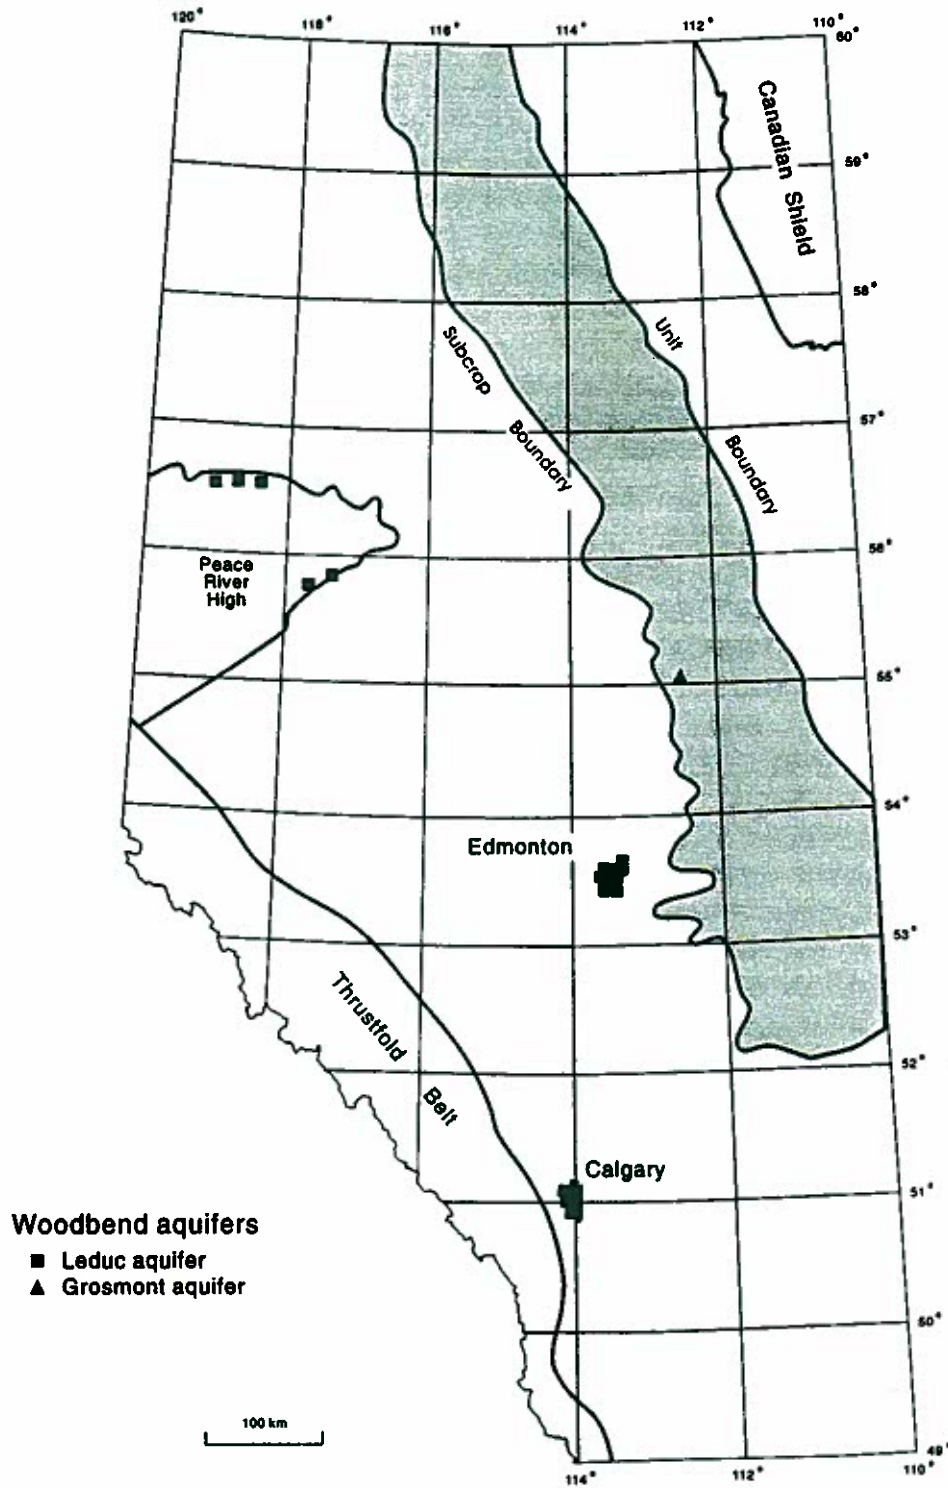 120° 118° 116° 114° 112° 110°
60°
Canadian Shield
59°
58°
Unit
Boundary
Subcrop
Boundary
57°
56°
Peace
River
High
55°
54°
Edmonton
53°
Thrustfold
Belt
52°
Calgary
51°
Woodbend aquifers
Leduc aquifer
Grosmont aquifer
50°
100 km
49°
114° 112° 110°